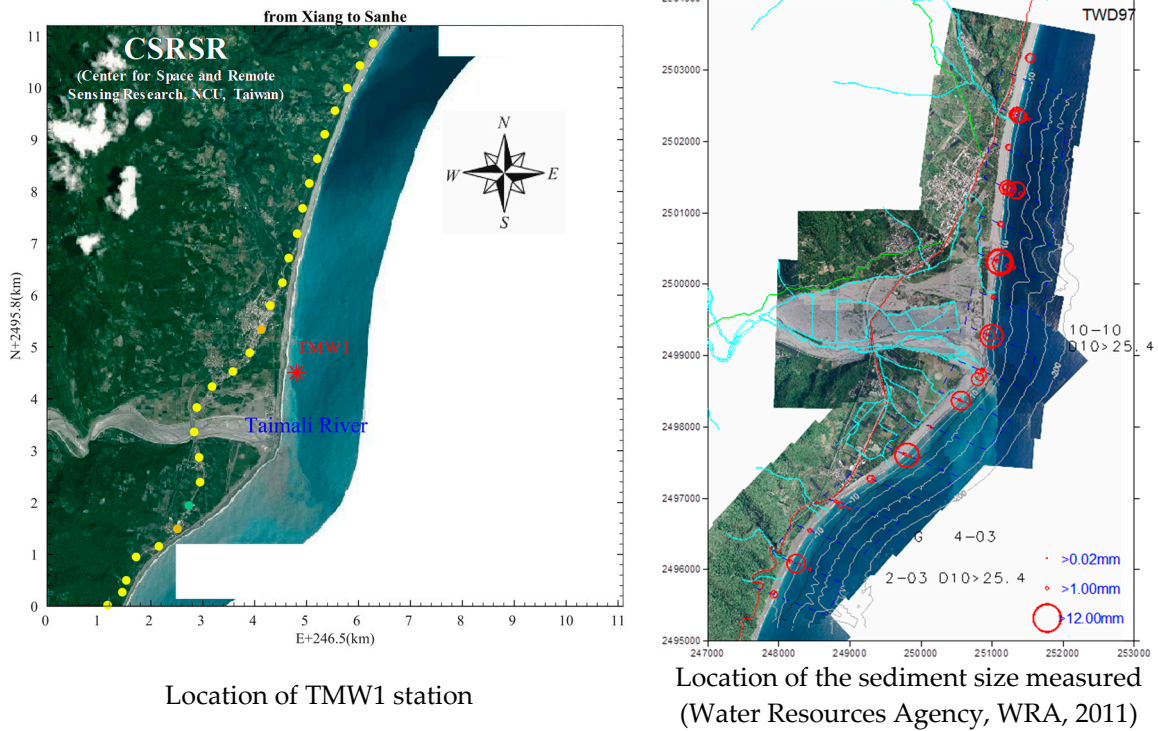 from Xiang to Sanhe
CSRSR
(Center for Space and Remote
Sensing Research, NCU, Taiwan)
N
W E
S
TMW1
Taimali River
11
10
9
8
7
6
5
4
3
2
1
0
N+2495.8(km)
0 1 2 3 4 5 6 7 8 9 10 11
E+246.5(km)
Location of TMW1 station
TWD97
2503000
2502000
2501000
2500000
2499000
2498000
2497000
2496000
2495000
10-10
D10>25.4
-200
-10
G 4-03
2-03 D10>25.4
>0.02mm
>1.00mm
>12.00mm
247000 248000 249000 250000 251000 252000 253000
Location of the sediment size measured
(Water Resources Agency, WRA, 2011)